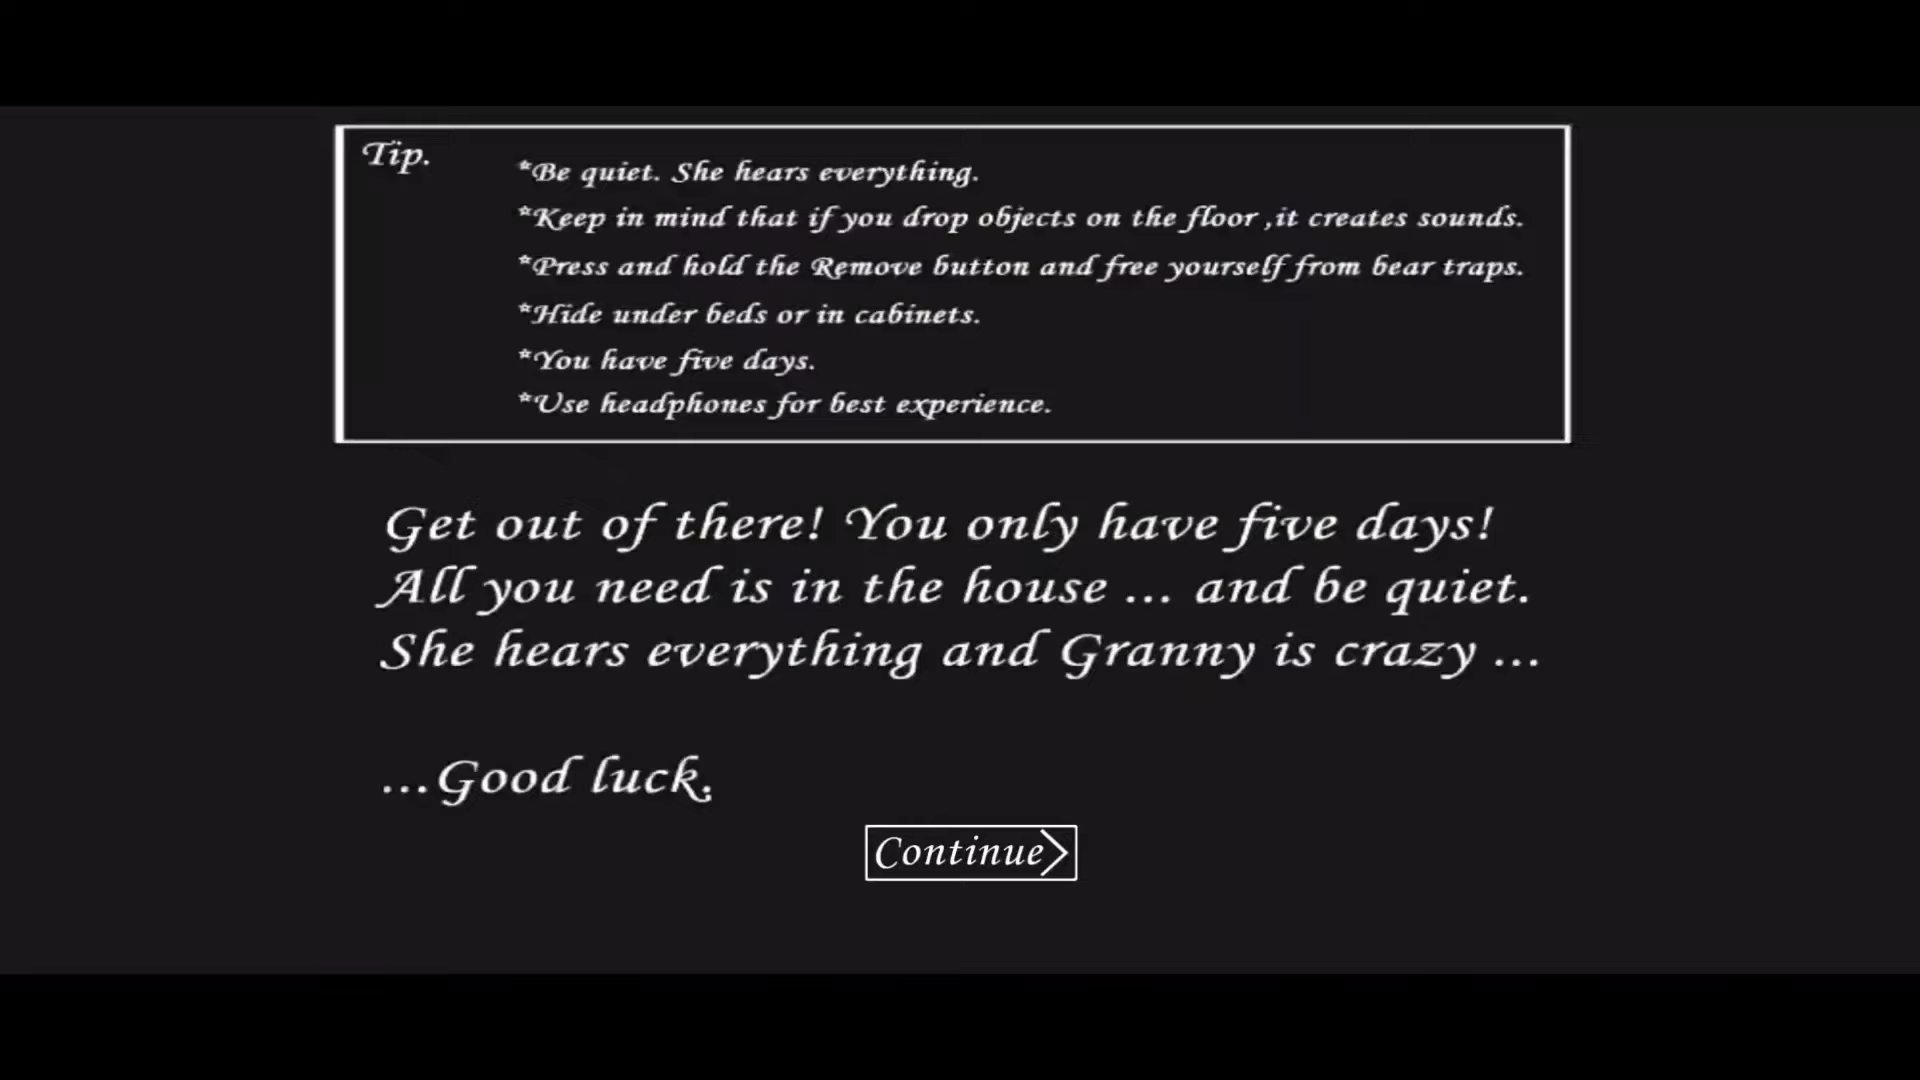 Tip.
*Be quiet. She hears everything.
*Keep in mind that if you drop objects on the floor ,it creates sounds.
*Press and hold the Remove button and free yourself from bear traps.
*Hide under beds or in cabinets.
*You have five days.
*Use headphones for best experience.
Get out of there! You only have five days!
All you need is in the house ... and be quiet.
She hears everything and Granny is crazy ...
...Good luck.
Continue>